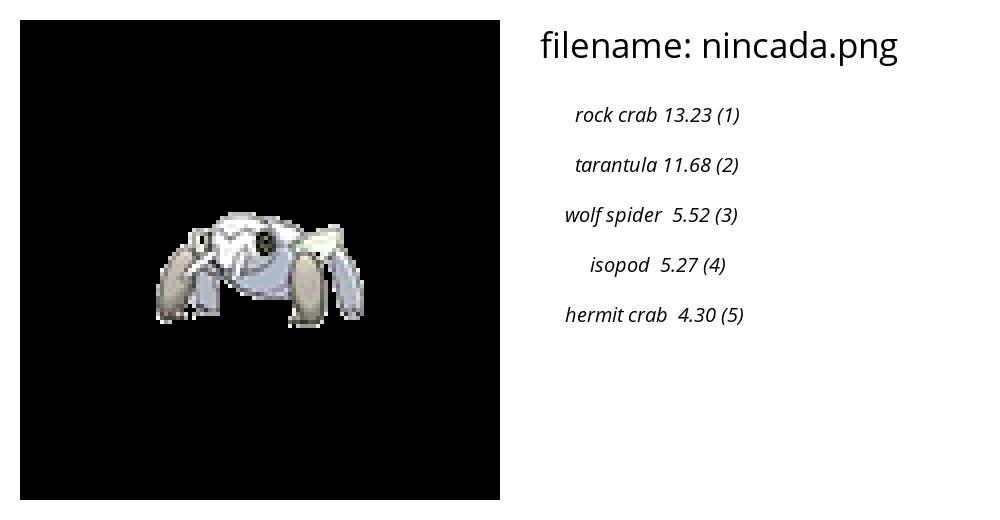 filename: nincada.png
rock crab 13.23 (1)
tarantula 11.68 (2)
wolf spider 5.52 (3)
isopod 5.27 (4)
hermit crab 4.30 (5)